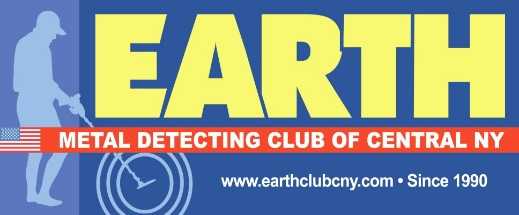 EARTH
METAL DETECTING CLUB OF CENTRAL NY
www.earthclubcny.com • Since 1990